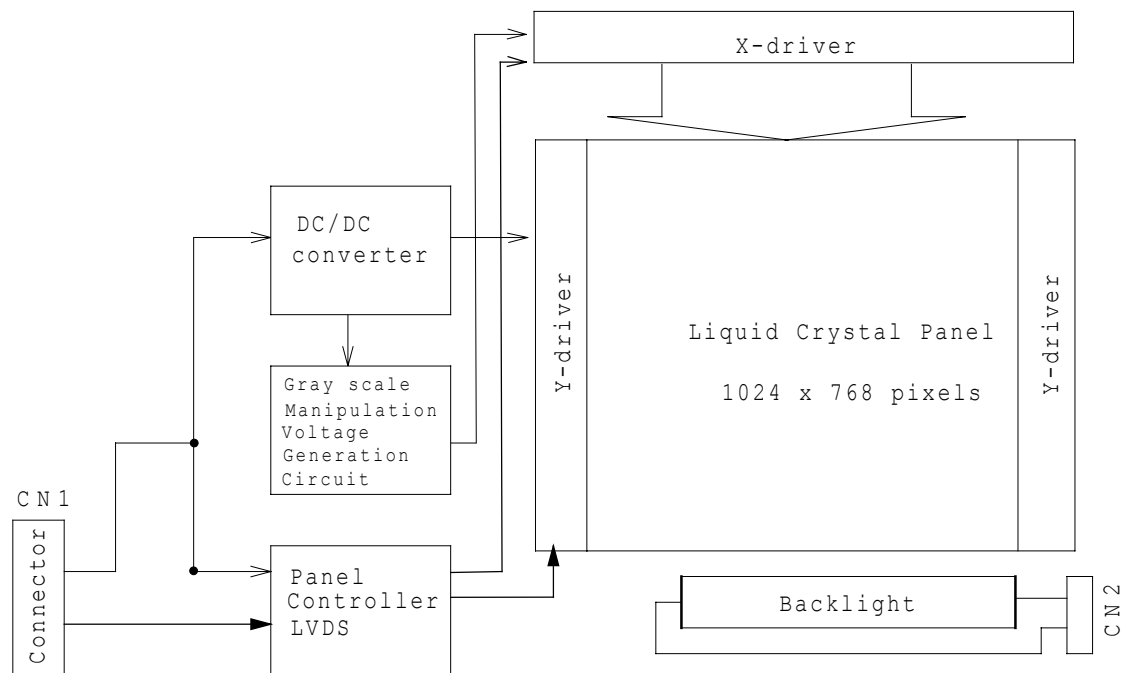 X-driver
DC/DC
converter
Y-driver
Liquid Crystal Panel
1024 x 768 pixels
Y-driver
Gray scale
Manipulation
Voltage
Generation
Circuit
CN1
Connector
Panel
Controller
LVDS
Backlight
CN2